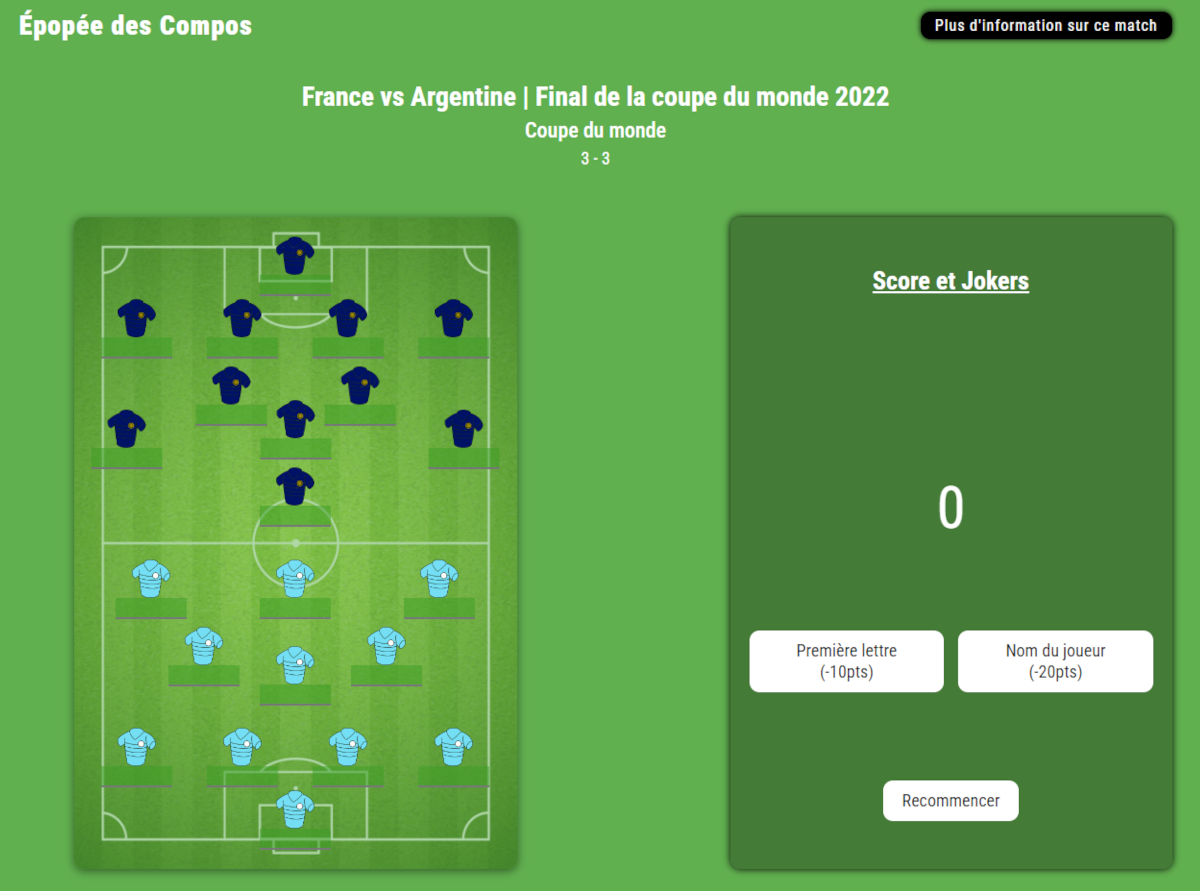 Épopée des Compos
Plus d'information sur ce match
France vs Argentine | Final de la coupe du monde 2022
Coupe du monde
3 - 3
Score et Jokers
0
Première lettre
(-10pts)
Nom du joueur
(-20pts)
Recommencer